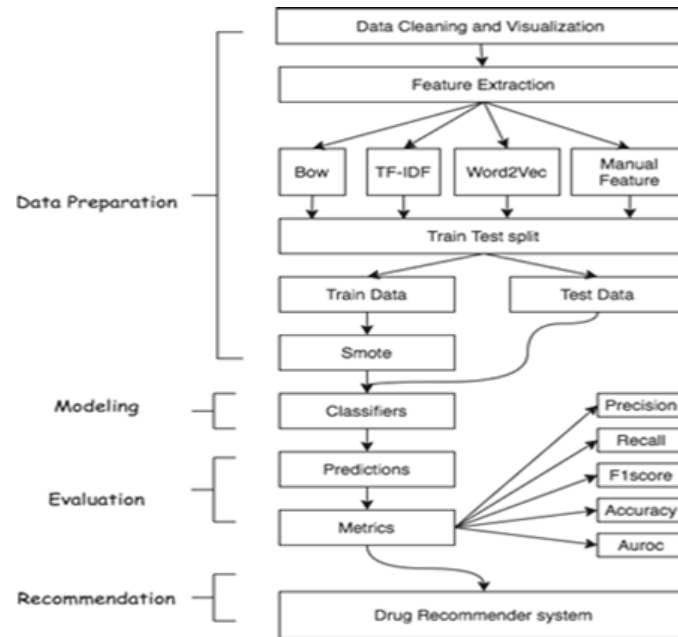 Data Cleaning and Visualization
Feature Extraction
Bow
TF-IDF
Word2Vec
Manual
Feature
Data Preparation
Train Test split
Train Data
Test Data
Smote
Modeling
Classifiers
Precision
Recall
Predictions
F1score
Evaluation
Accuracy
Metrics
Auroc
Recommendation
Drug Recommender system